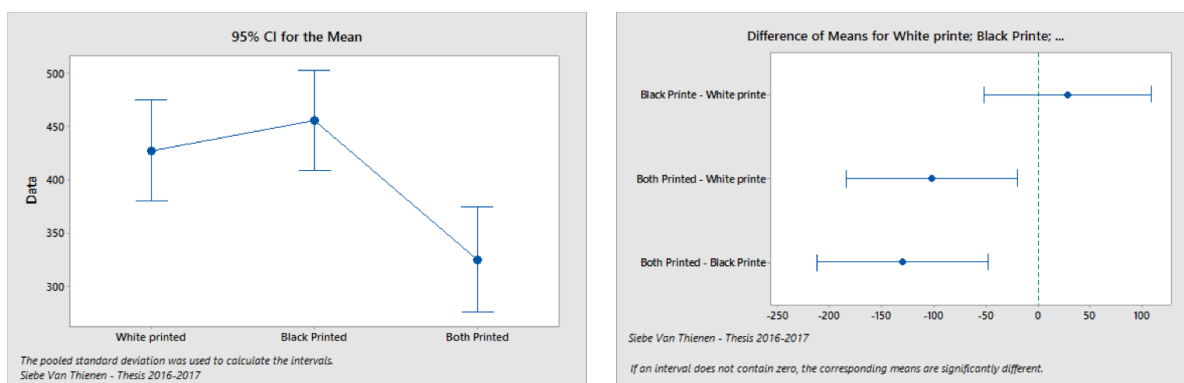 95% CI for the Mean
500
450
400
350
300
Data
White printed
Black Printed
Both Printed
The pooled standard deviation was used to calculate the intervals.
Siebe Van Thienen - Thesis 2016-2017
Difference of Means for White printe; Black Printe; ...
Black Printe - White printe
Both Printed - White printe
Both Printed - Black Printe
-250
-200
-150
-100
-50
0
50
100
Siebe Van Thienen - Thesis 2016-2017
If an interval does not contain zero, the corresponding means are significantly different.